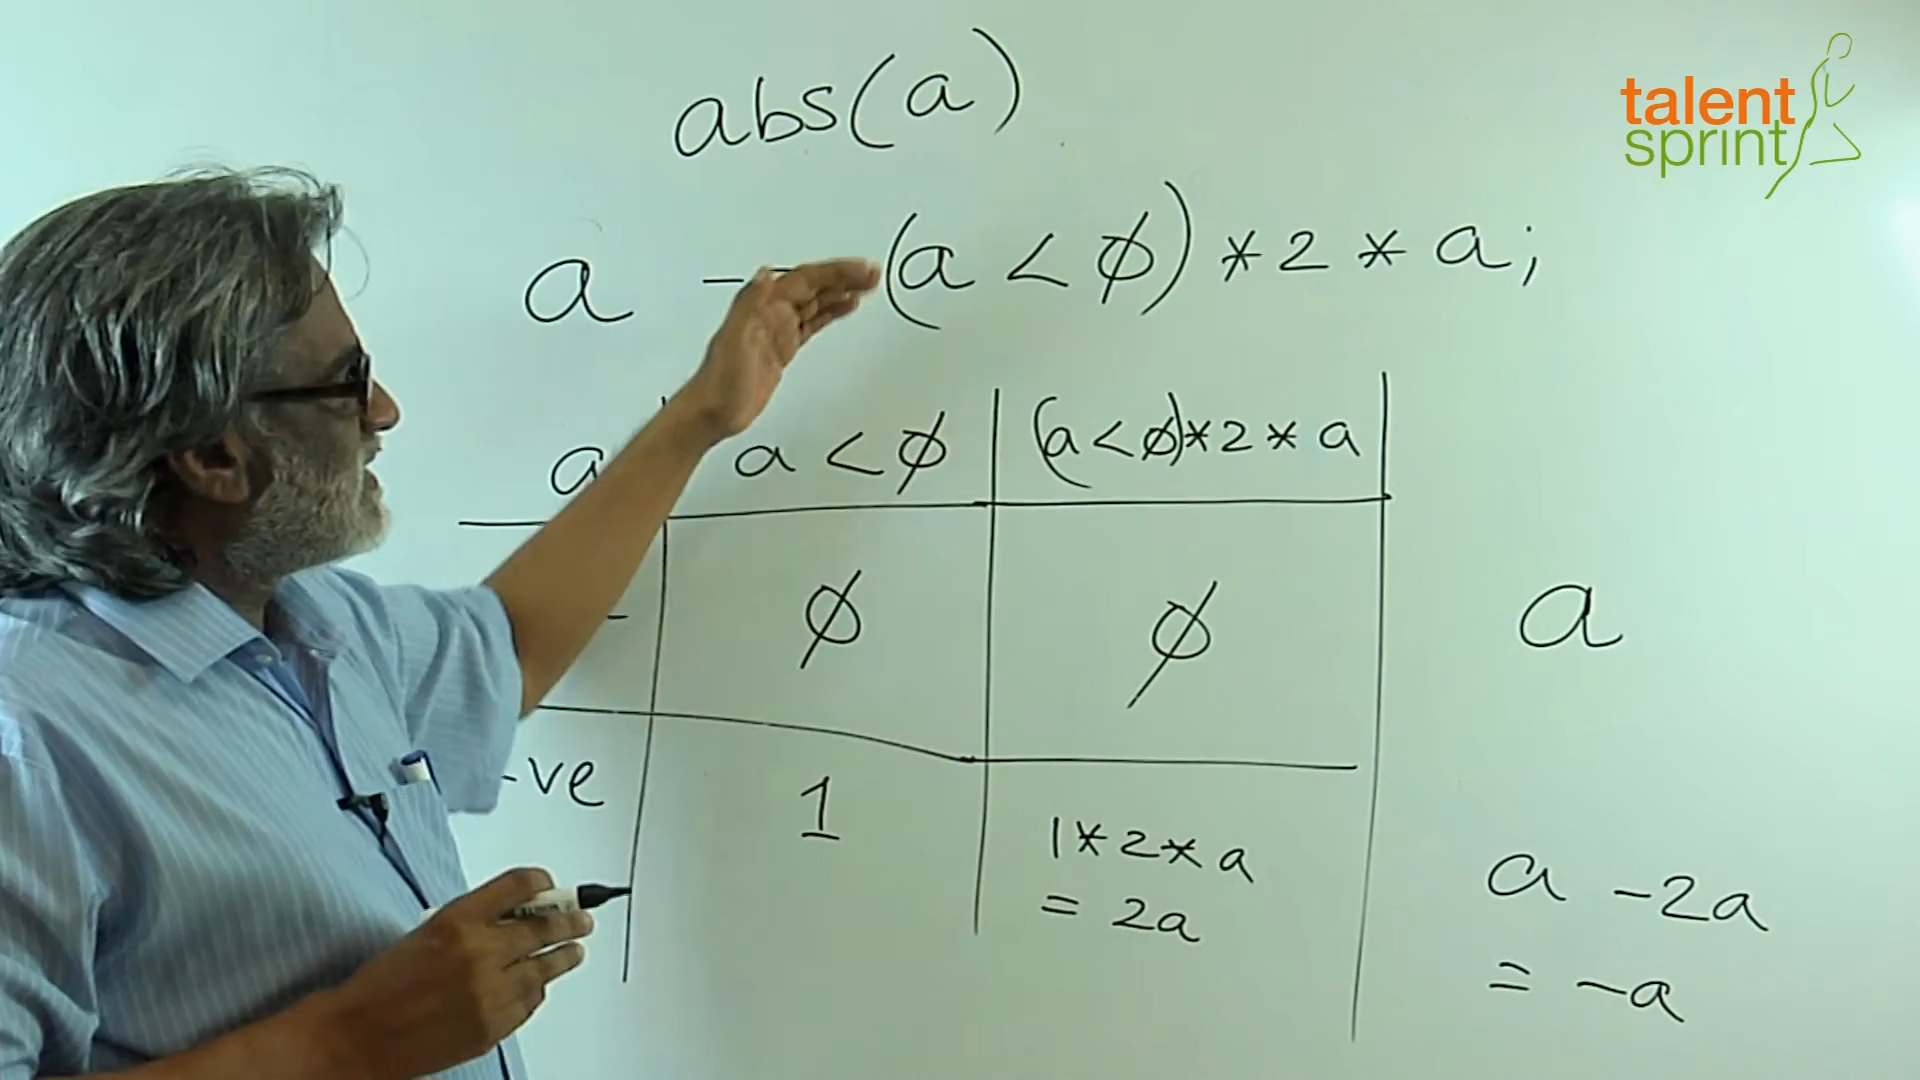 talent
sprint
abs(a)
a -= (a < φ) * 2 * a;
a
a < φ
(a < φ) * 2 * a
φ
φ
a
-ve
1
1 * 2 * a
= 2a
a - 2a
= -a